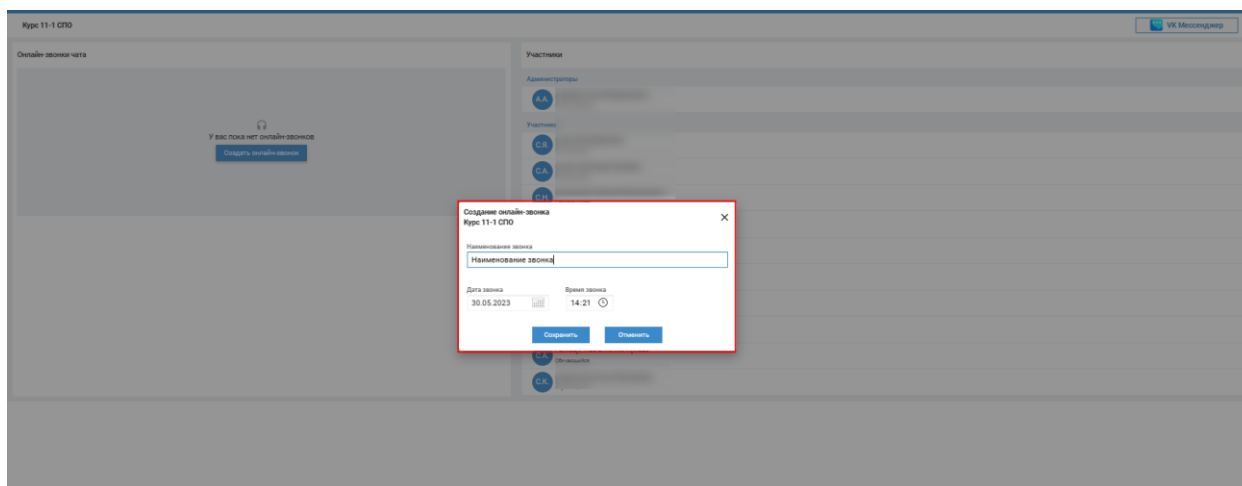 Курс 11-1 СПО
VK Мессенджер
Онлайн-звонки чата
У вас пока нет онлайн-звонков
Создать онлайн-звонок
Участники
Администраторы
А.А.
Участники
С.Я.
С.А.
С.Н.
Создание онлайн-звонка
Курс 11-1 СПО
Наименование звонка
Наименование звонка
Дата звонка
Время звонка
30.05.2023
14:21
Сохранить
Отменить
Обучающийся
С.К.